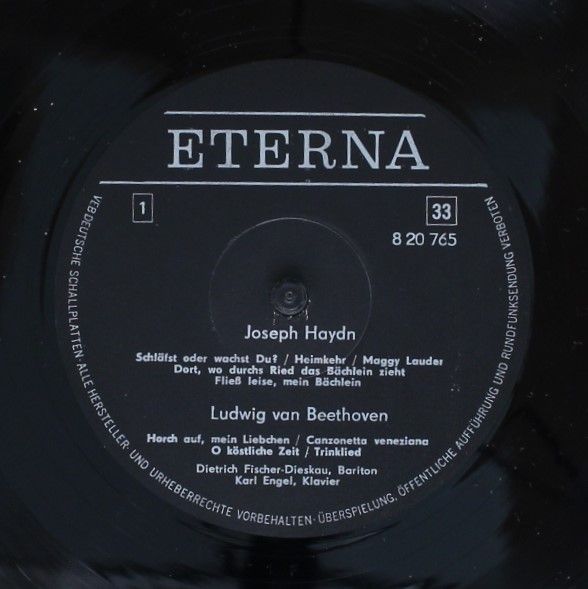 ETERNA
1
33
8 20 765
Joseph Haydn
Schläfst oder wachst Du? / Heimkehr / Maggy Lauder
Dort, wo durchs Ried das Bächlein zieht
Fließ leise, mein Bächlein
Ludwig van Beethoven
Horch auf, mein Liebchen / Canzonetta veneziana
O köstliche Zeit / Trinklied
Dietrich Fischer-Dieskau, Bariton
Karl Engel, Klavier
VEB DEUTSCHE SCHALLPLATTEN · ALLE HERSTELLER- UND URHEBERRECHTE VORBEHALTEN · ÜBERSPIELUNG, ÖFFENTLICHE AUFFÜHRUNG UND RUNDFUNKSENDUNG VERBOTEN